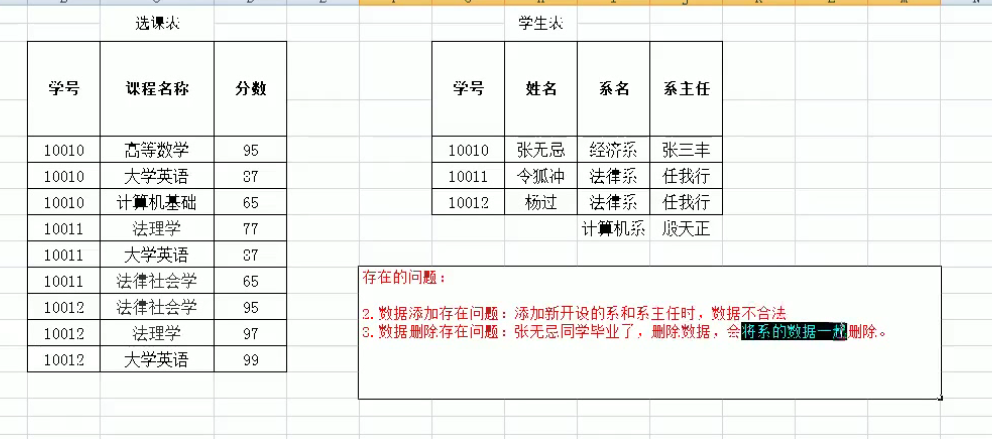 选课表
学号 课程名称 分数
10010 高等数学 95
10010 大学英语 87
10010 计算机基础 65
10011 法理学 77
10011 大学英语 87
10011 法律社会学 65
10012 法律社会学 95
10012 法理学 97
10012 大学英语 99
学生表
学号 姓名 系名 系主任
10010 张无忌 经济系 张三丰
10011 令狐冲 法律系 任我行
10012 杨过 法律系 任我行
计算机系 殷天正
存在的问题：
2.数据添加存在问题：添加新开设的系和系主任时，数据不合法
3.数据删除存在问题：张无忌同学毕业了，删除数据，会将系的数据一起删除。